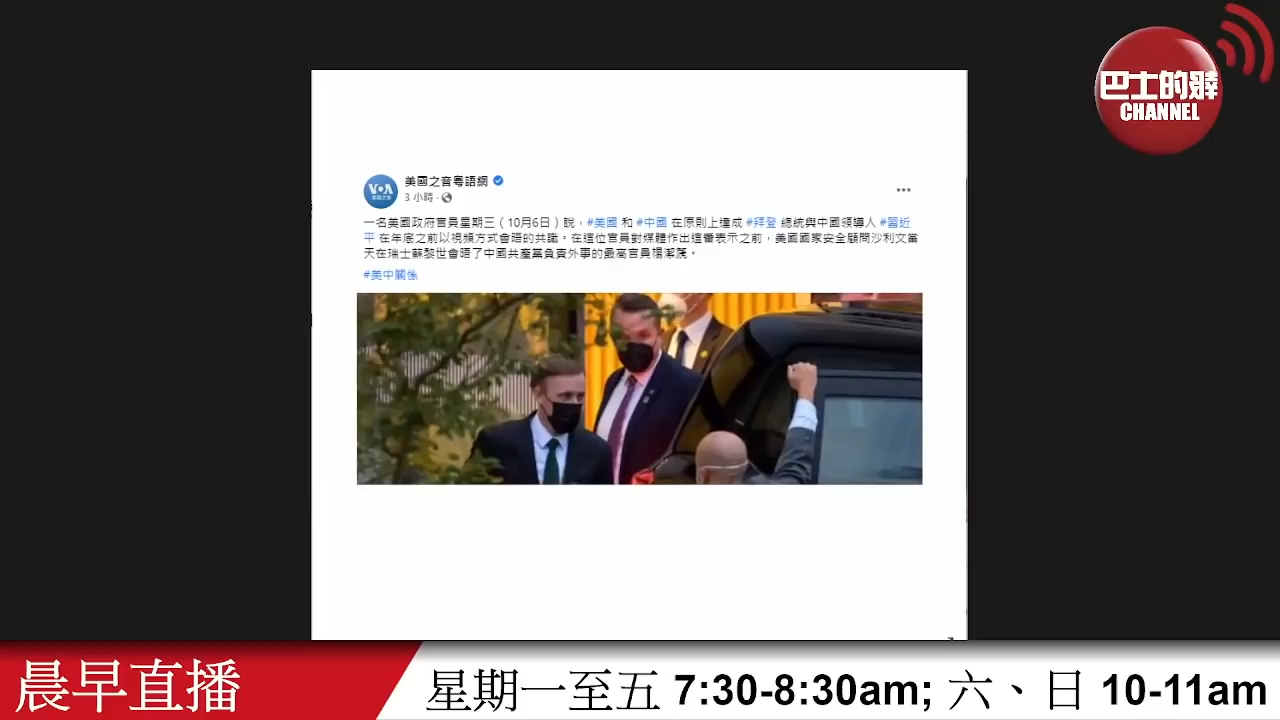 巴士的報
CHANNEL
VOA
美國之音
美國之音粵語網
3 小時 ·
一名美國政府官員星期三（10月6日）說，#美國 和 #中國 在原則上達成 #拜登 總統與中國領導人 #習近
平 在年底之前以視頻方式會晤的共識。在這位官員對媒體作出這番表示之前，美國國家安全顧問沙利文當
天在瑞士蘇黎世會晤了中國共產黨負責外事的最高官員楊潔篪。
#美中關係
晨早直播
星期一至五 7:30-8:30am; 六、日 10-11am